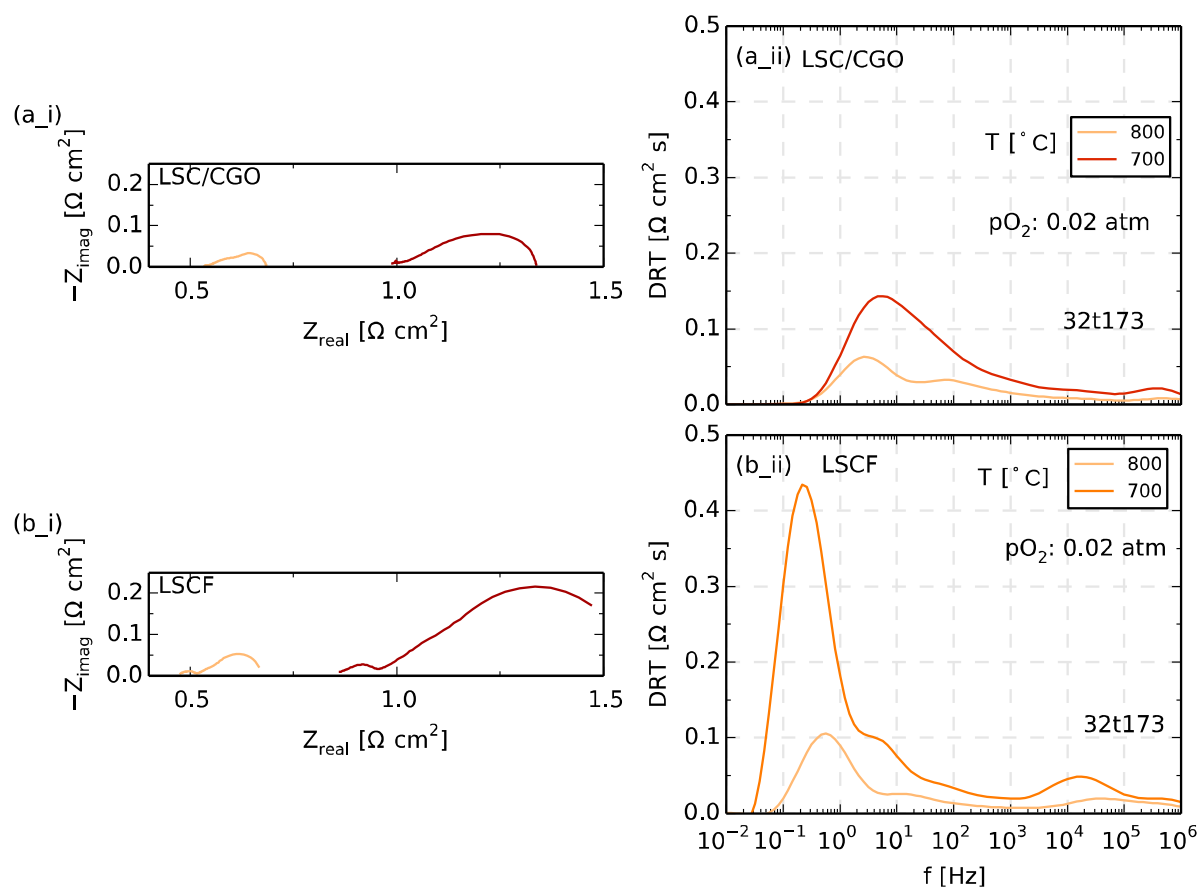 (a_i)
LSC/CGO
−Z_imag [Ω cm²]
0.2
0.1
0.0
0.5
1.0
1.5
Z_real [Ω cm²]
(a_ii) LSC/CGO
DRT [Ω cm² s]
0.5
0.4
0.3
0.2
0.1
0.0
T [°C]
800
700
pO₂: 0.02 atm
32t173
(b_i)
LSCF
−Z_imag [Ω cm²]
0.2
0.1
0.0
0.5
1.0
1.5
Z_real [Ω cm²]
(b_ii) LSCF
DRT [Ω cm² s]
0.5
0.4
0.3
0.2
0.1
0.0
T [°C]
800
700
pO₂: 0.02 atm
32t173
10⁻² 10⁻¹ 10⁰ 10¹ 10² 10³ 10⁴ 10⁵ 10⁶
f [Hz]